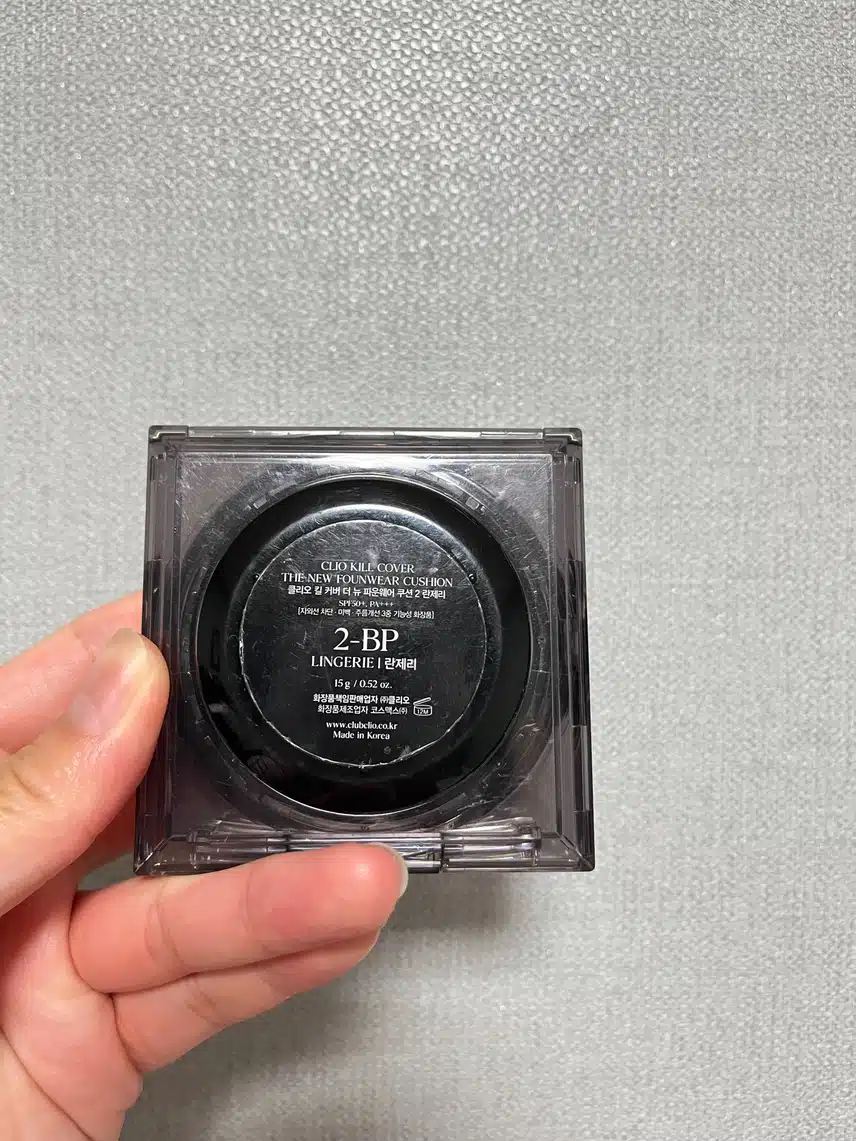 CLIO KILL COVER
THE NEW FOUNWEAR CUSHION
클리오 킬 커버 더 뉴 파운웨어 쿠션 2 란제리
SPF50+, PA+++
[자외선 차단 · 미백 · 주름개선 3중 기능성 화장품]
2-BP
LINGERIE | 란제리
15 g / 0.52 oz.
화장품책임판매업자 ㈜클리오
화장품제조업자 코스맥스㈜ 12M
www.clubclio.co.kr
Made in Korea